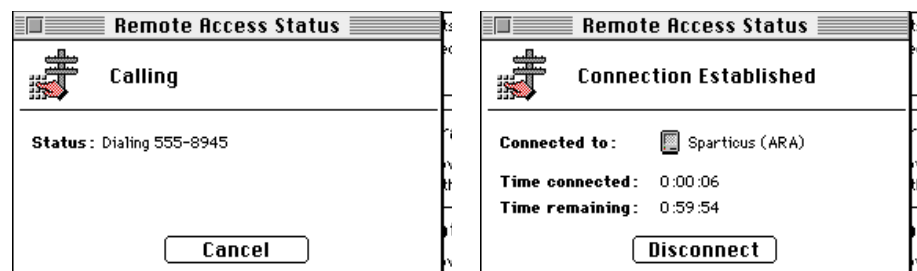 Remote Access Status
Calling
Status: Dialing 555-8945
Cancel
Remote Access Status
Connection Established
Connected to: Sparticus (ARA)
Time connected: 0:00:06
Time remaining: 0:59:54
Disconnect